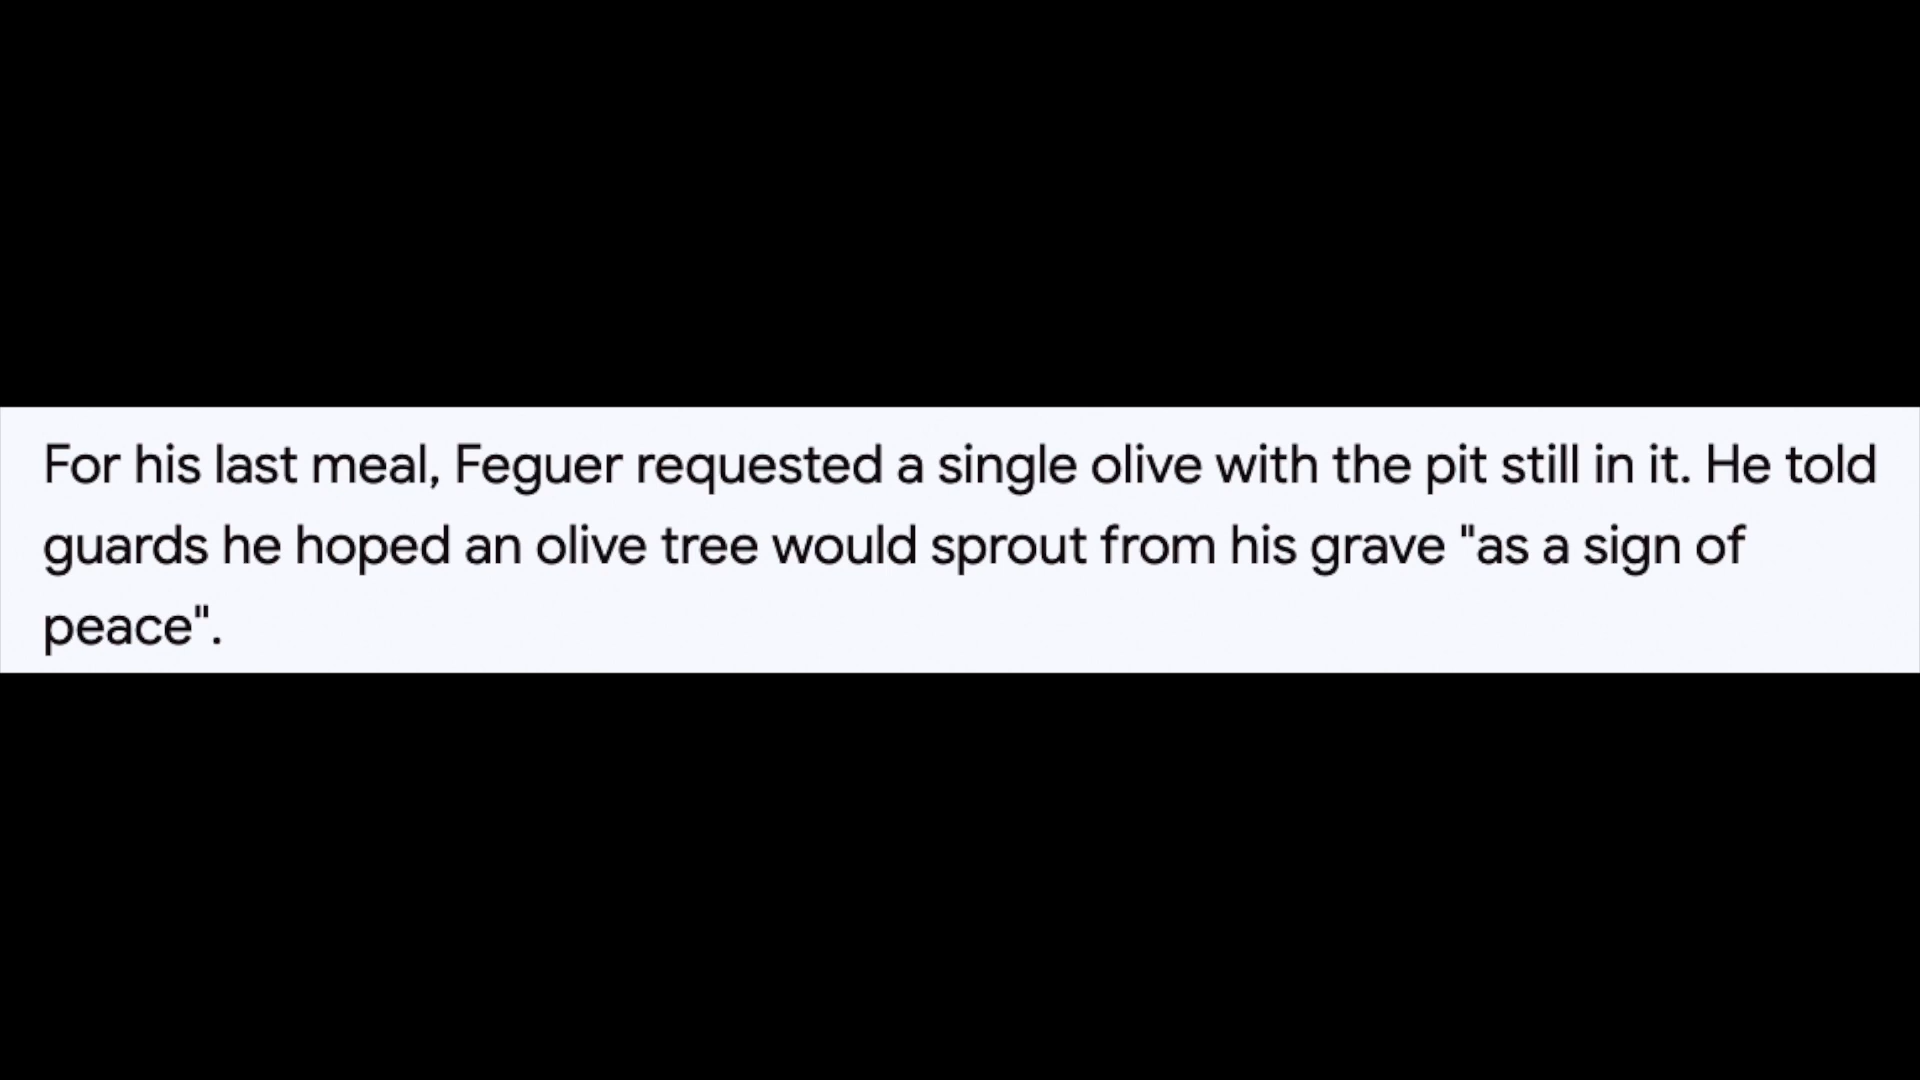 For his last meal, Feguer requested a single olive with the pit still in it. He told
guards he hoped an olive tree would sprout from his grave "as a sign of
peace".